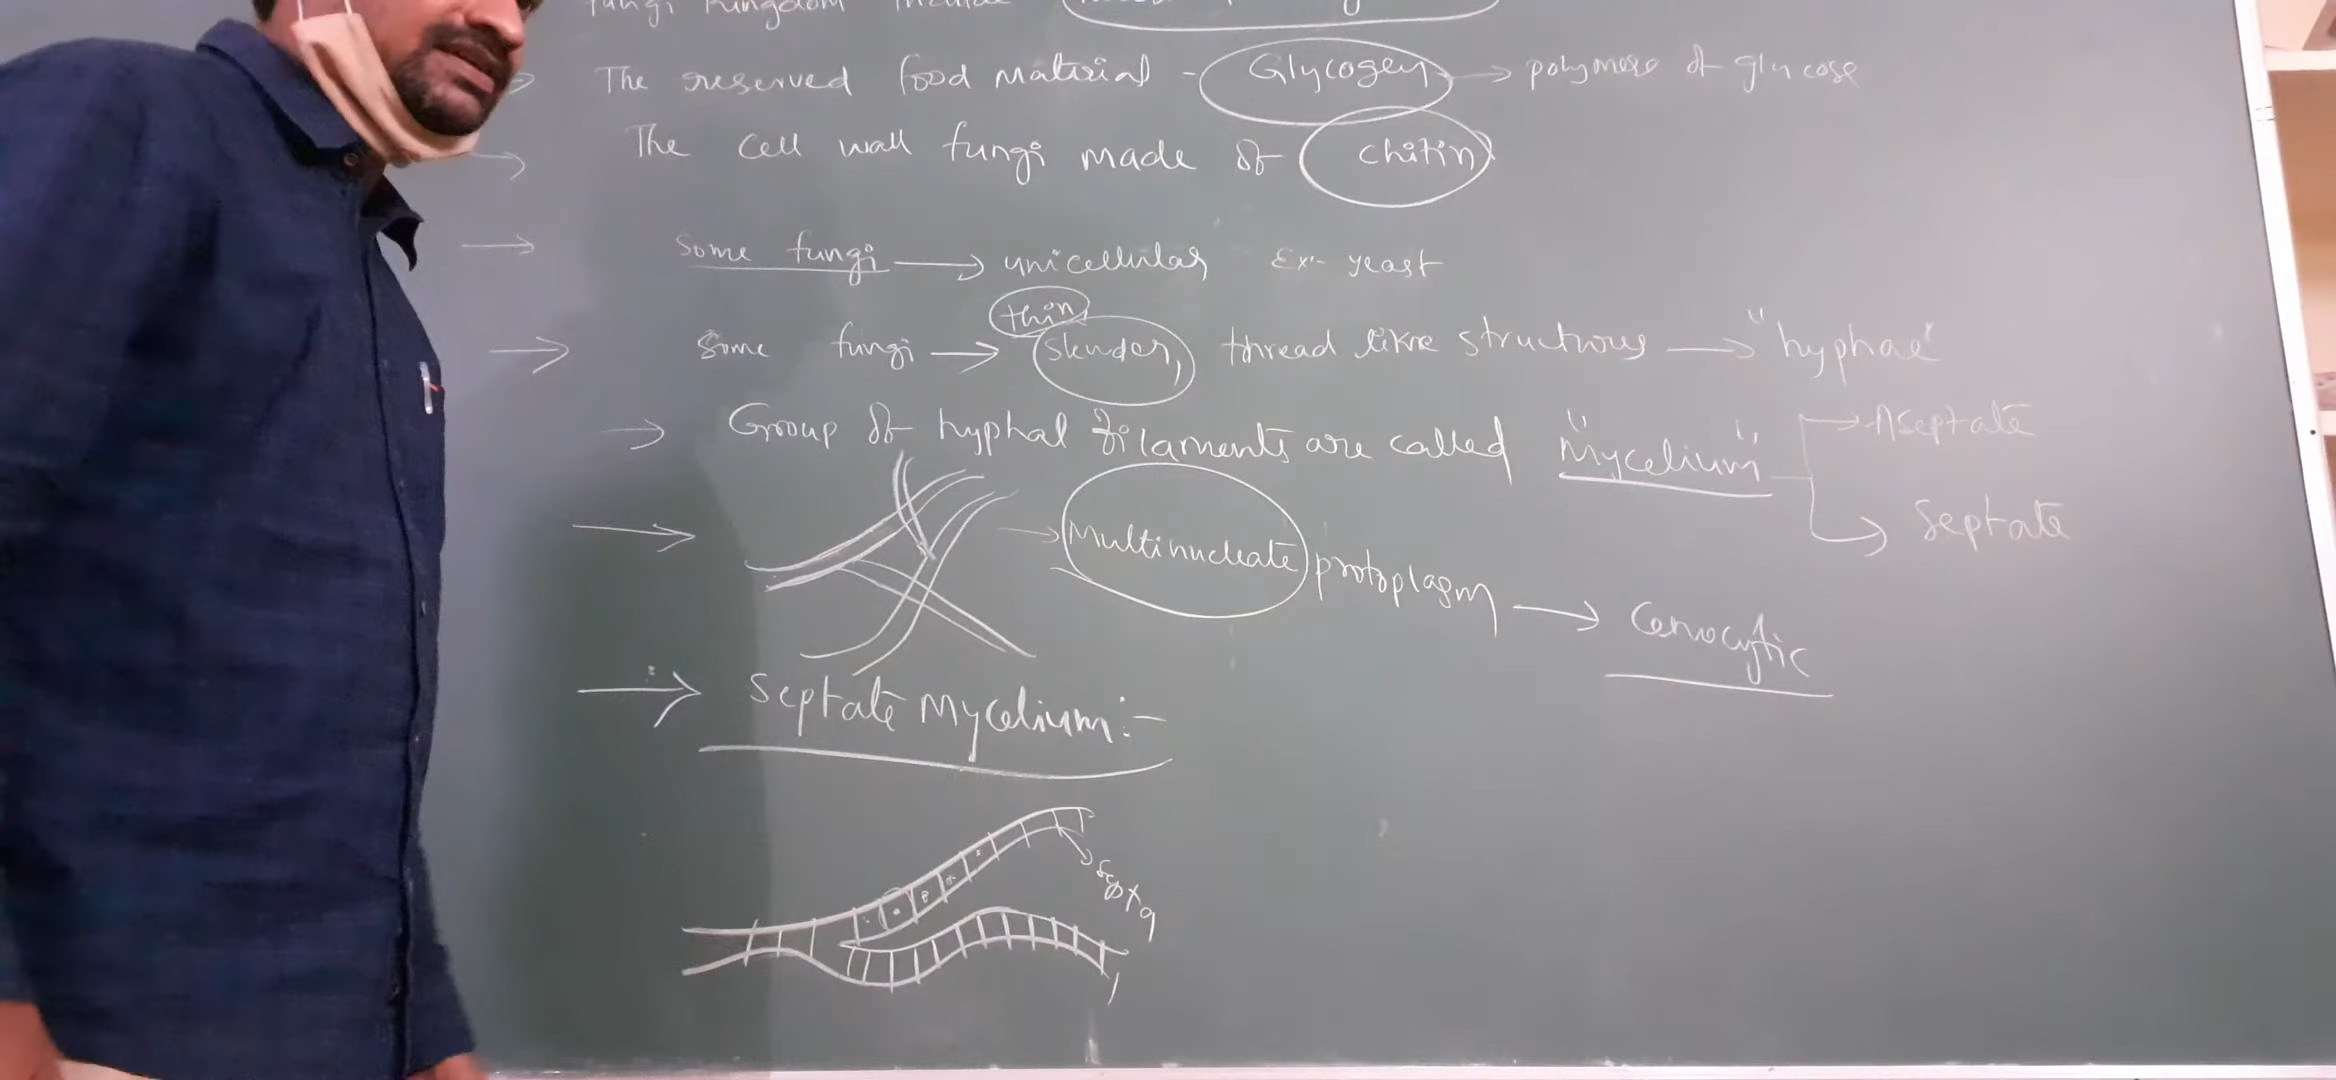 fungi Kingdom
The reserved food material - Glycogen → polymere of glucose
The cell wall fungi made of chitin
Some fungi → unicellular Ex:- yeast
thin
Some fungi → Slender, thread like structures → "hyphae"
Group of hyphal filaments are called "Mycelium"
→ Aseptate
→ Septate
→ Multinucleate protoplasm → Cenocytic
→ Septate Mycelium :-
Septa